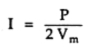 I = P / 2 Vm